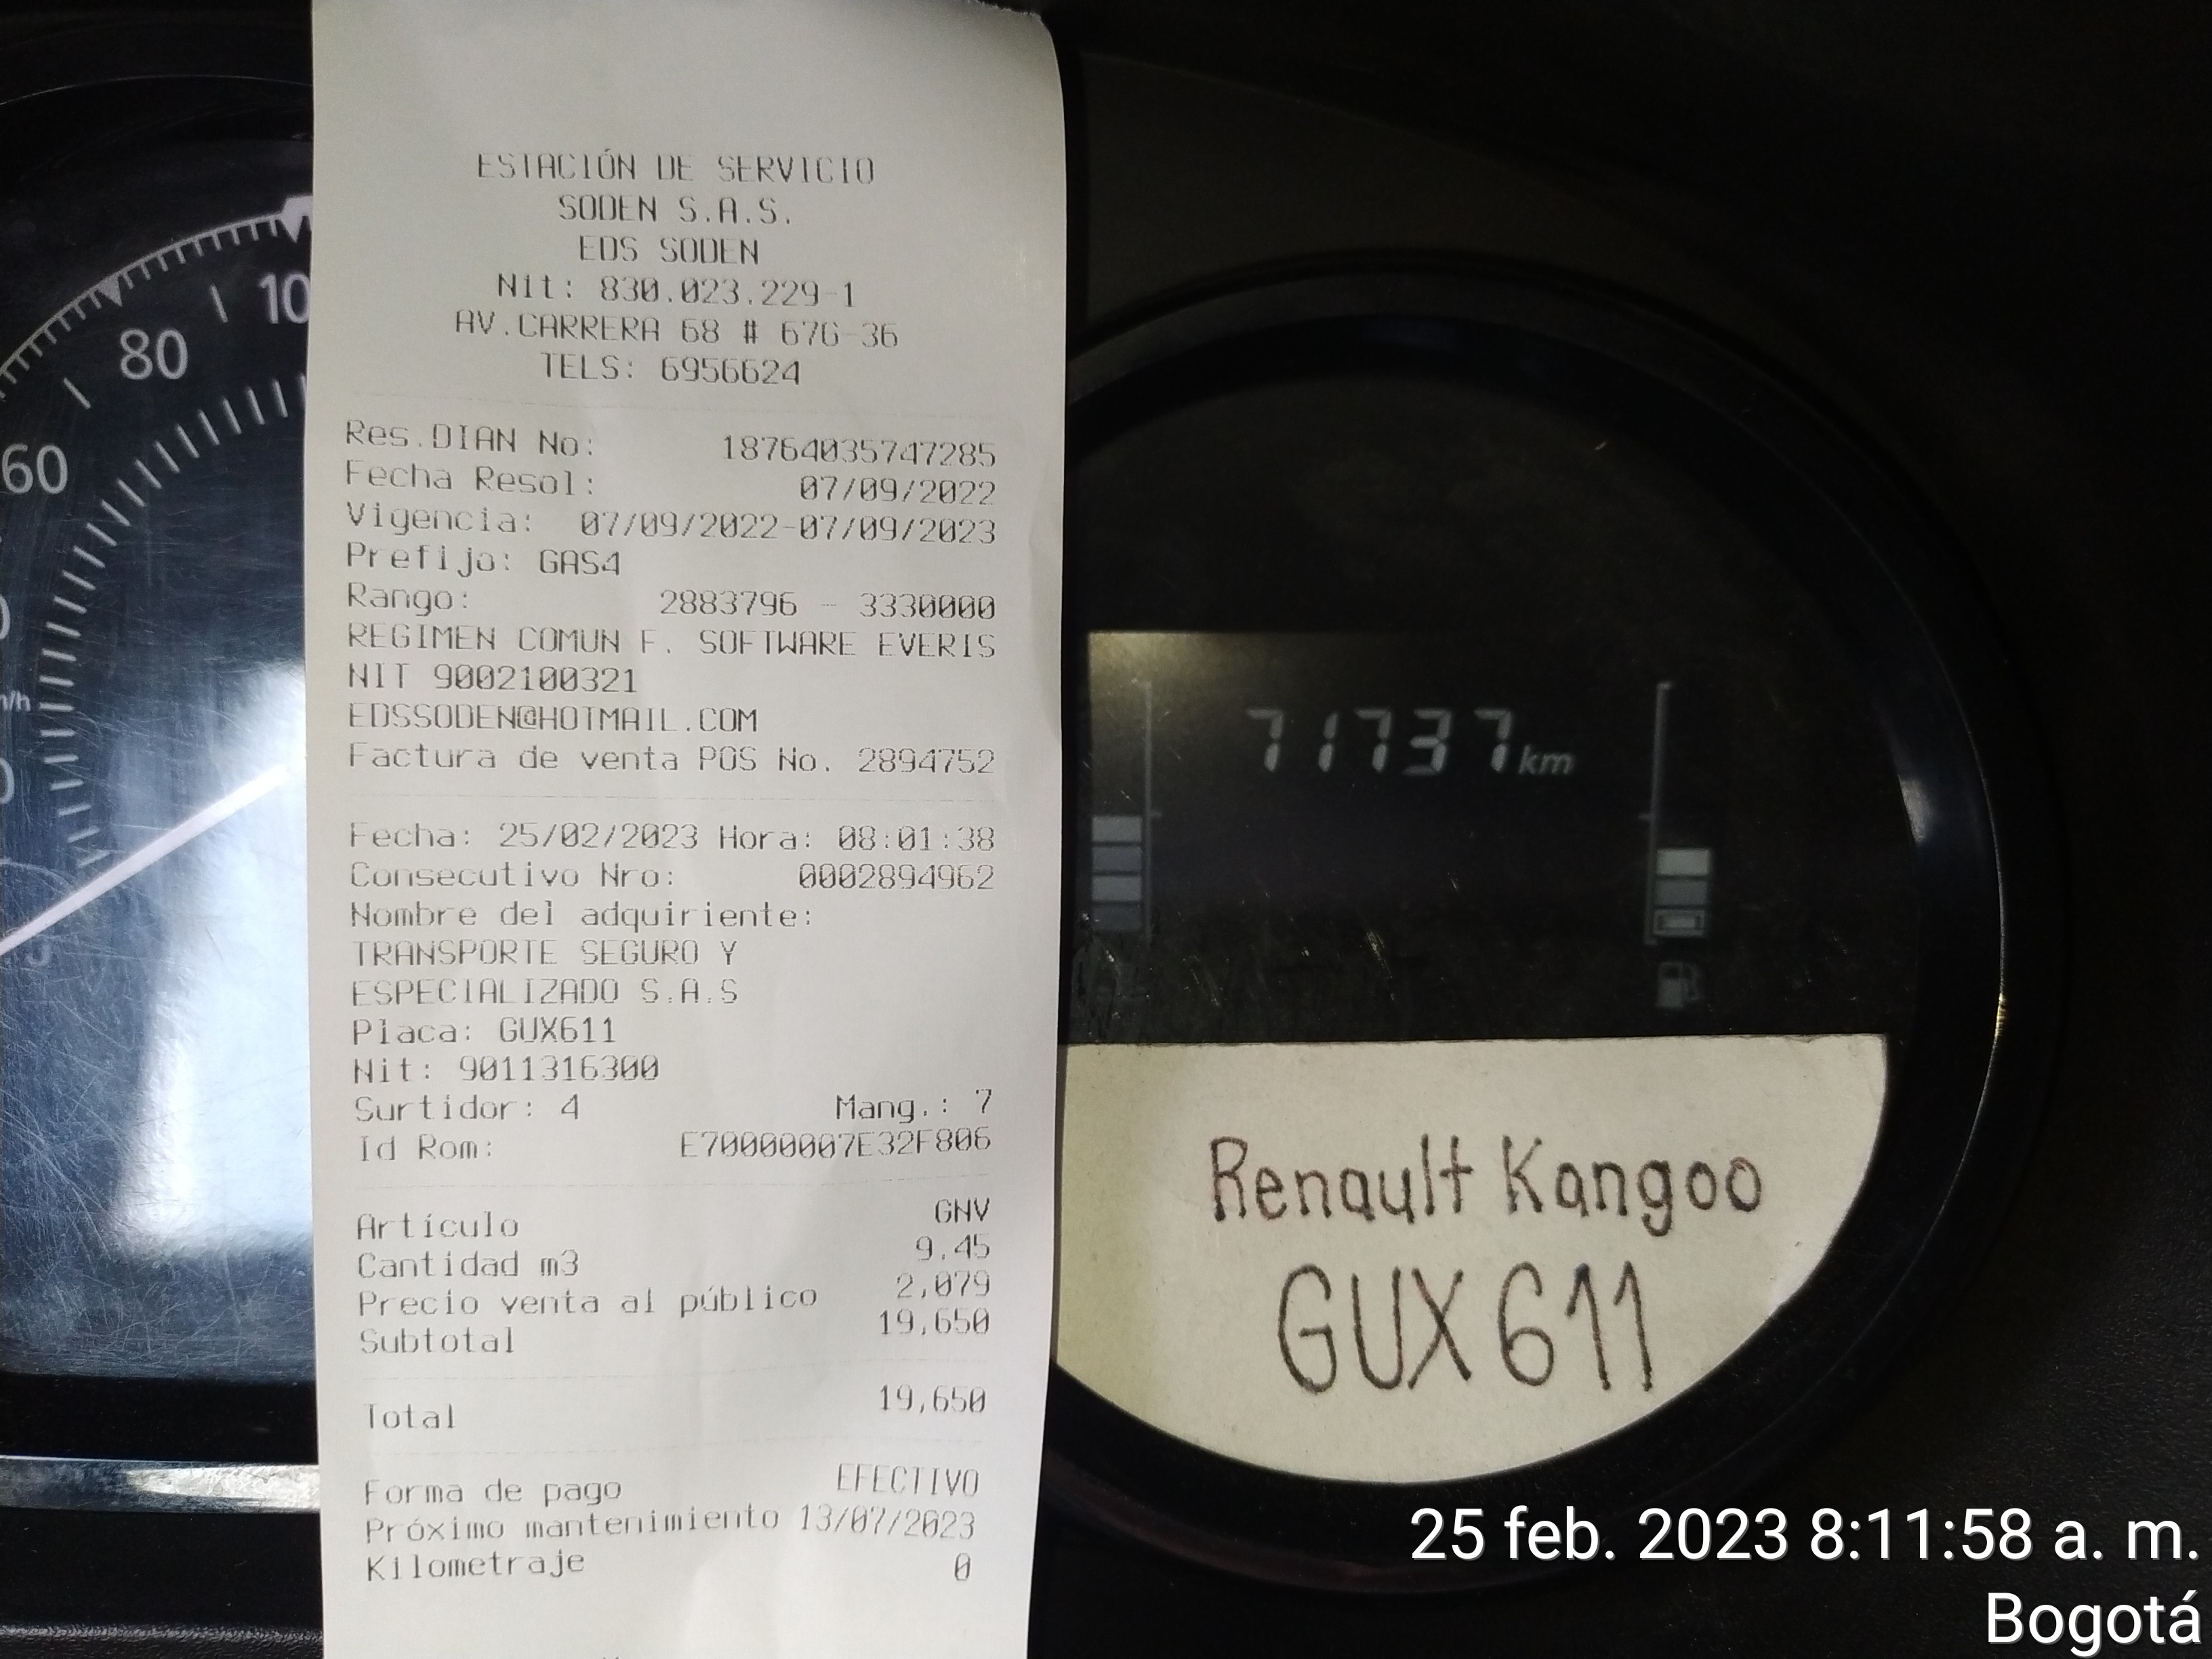 ESTACIÓN DE SERVICIO
SODEN S.A.S.
EDS SODEN
Nit: 830.023.229-1
AV.CARRERA 68 # 67G-36
TELS: 6956624
Res.DIAN No: 18764035747285
Fecha Resol: 07/09/2022
Vigencia: 07/09/2022-07/09/2023
Prefijo: GAS4
Rango: 2883796 - 3330000
REGIMEN COMUN F. SOFTWARE EVERIS
NIT 9002100321
EDSSODEN@HOTMAIL.COM
Factura de venta POS No. 2894752
Fecha: 25/02/2023 Hora: 08:01:38
Consecutivo Nro: 0002894962
Nombre del adquiriente:
TRANSPORTE SEGURO Y
ESPECIALIZADO S.A.S
Placa: GUX611
Nit: 9011316300
Surtidor: 4 Mang.: 7
Id Rom: E70000007E32F806
Artículo GNV
Cantidad m3 9.45
Precio venta al público 2,079
Subtotal 19,650
Total 19,650
Forma de pago EFECTIVO
Próximo mantenimiento 13/07/2023
Kilometraje 0
60
80
71737 km
Renault Kangoo
GUX611
25 feb. 2023 8:11:58 a. m.
Bogotá